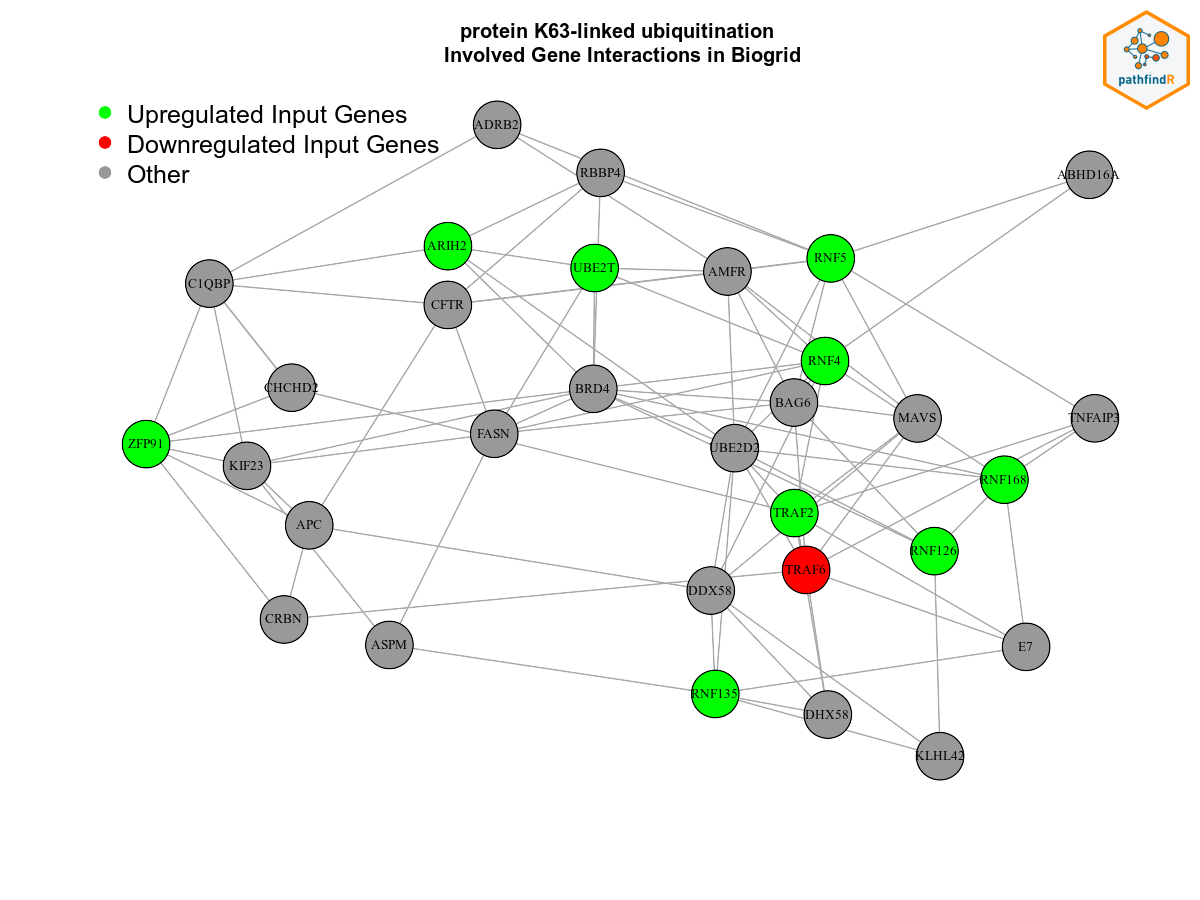 protein K63-linked ubiquitination
Involved Gene Interactions in Biogrid
pathfindR
Upregulated Input Genes
Downregulated Input Genes
Other
ADRB2
RBBP4
ABHD16A
ARIH2
UBE2T
AMFR
RNF5
C1QBP
CFTR
RNF4
CHCHD2
BRD4
BAG6
MAVS
TNFAIP3
ZFP91
FASN
UBE2D2
KIF23
RNF168
APC
TRAF2
RNF126
TRAF6
DDX58
CRBN
ASPM
E7
RNF135
DHX58
KLHL42